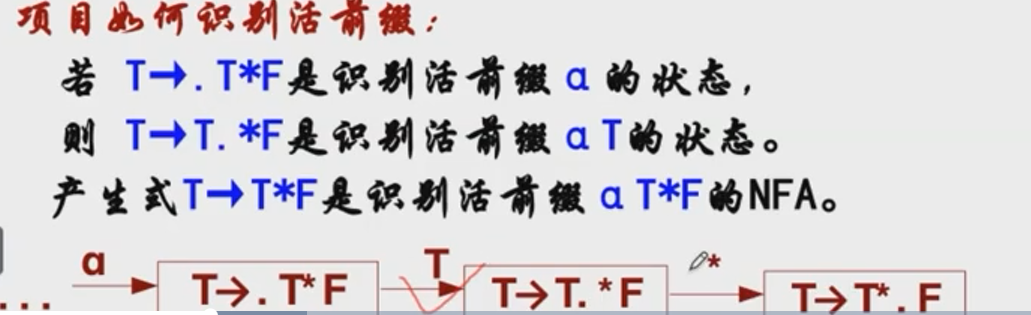 项目如何识别活前缀：
若 T→.T*F是识别活前缀 α 的状态，
则 T→T.*F是识别活前缀 α T的状态。
产生式T→T*F是识别活前缀 α T*F的NFA。
... α T→.T*F T T→T.*F * T→T*.F